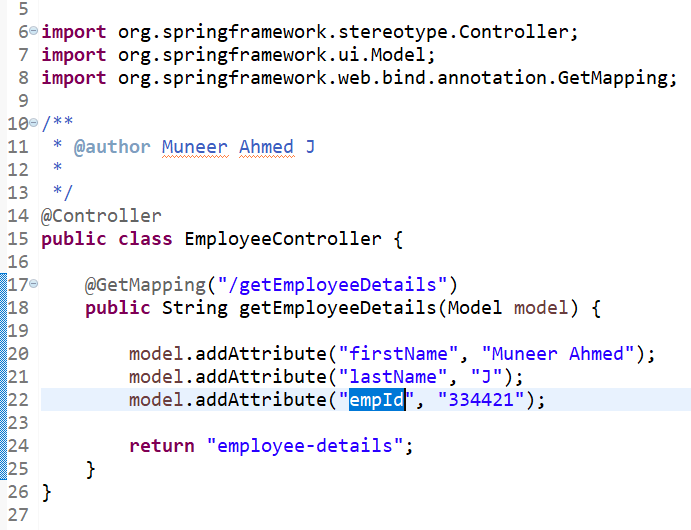 5
6 import org.springframework.stereotype.Controller;
7 import org.springframework.ui.Model;
8 import org.springframework.web.bind.annotation.GetMapping;
9
10 /**
11  * @author Muneer Ahmed J
12  *
13  */
14 @Controller
15 public class EmployeeController {
16
17     @GetMapping("/getEmployeeDetails")
18     public String getEmployeeDetails(Model model) {
19
20         model.addAttribute("firstName", "Muneer Ahmed");
21         model.addAttribute("lastName", "J");
22         model.addAttribute("empId", "334421");
23
24         return "employee-details";
25     }
26 }
27